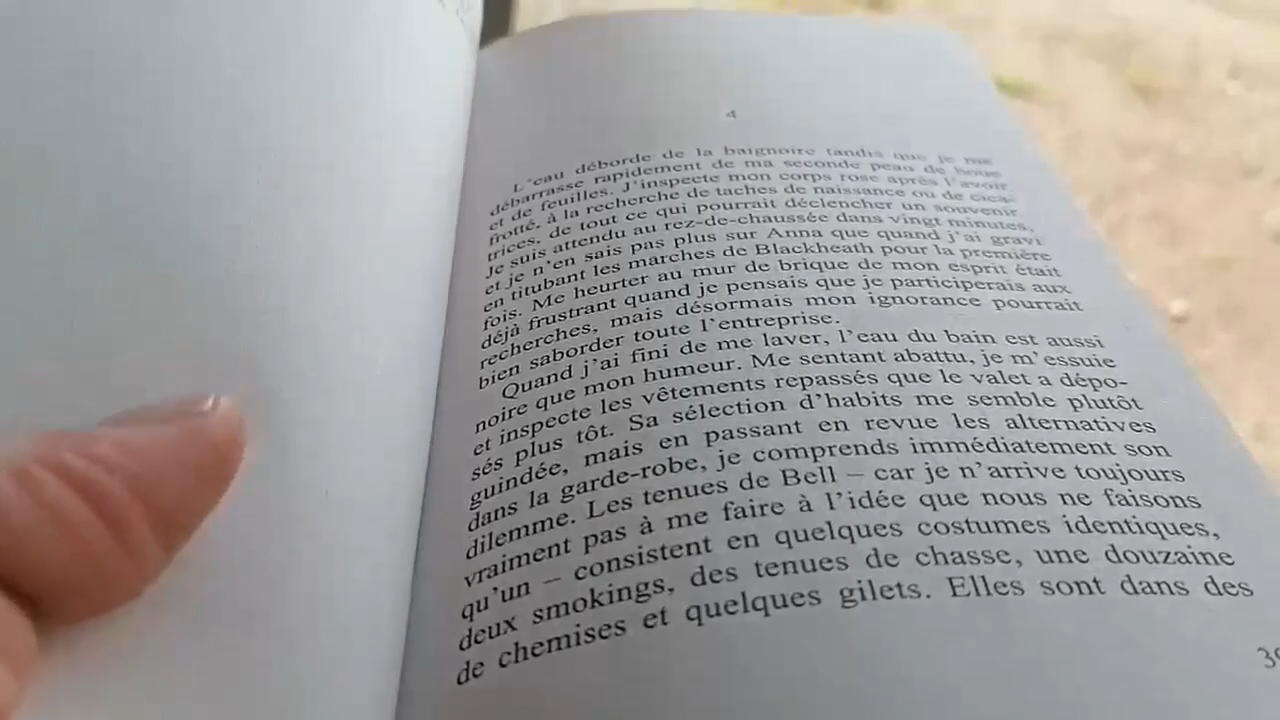 4
L'eau déborde de la baignoire tandis que je me
débarrasse rapidement de ma seconde peau de boue
et de feuilles. J'inspecte mon corps rose après l'avoir
frotté, à la recherche de taches de naissance ou de cica-
trices, de tout ce qui pourrait déclencher un souvenir.
Je suis attendu au rez-de-chaussée dans vingt minutes,
et je n'en sais pas plus sur Anna que quand j'ai gravi
en titubant les marches de Blackheath pour la première
fois. Me heurter au mur de brique de mon esprit était
déjà frustrant quand je pensais que je participerais aux
recherches, mais désormais mon ignorance pourrait
bien saborder toute l'entreprise.
Quand j'ai fini de me laver, l'eau du bain est aussi
noire que mon humeur. Me sentant abattu, je m'essuie
et inspecte les vêtements repassés que le valet a dépo-
sés plus tôt. Sa sélection d'habits me semble plutôt
guindée, mais en passant en revue les alternatives
dans la garde-robe, je comprends immédiatement son
dilemme. Les tenues de Bell – car je n'arrive toujours
vraiment pas à me faire à l'idée que nous ne faisons
qu'un – consistent en quelques costumes identiques,
deux smokings, des tenues de chasse, une douzaine
de chemises et quelques gilets. Elles sont dans des